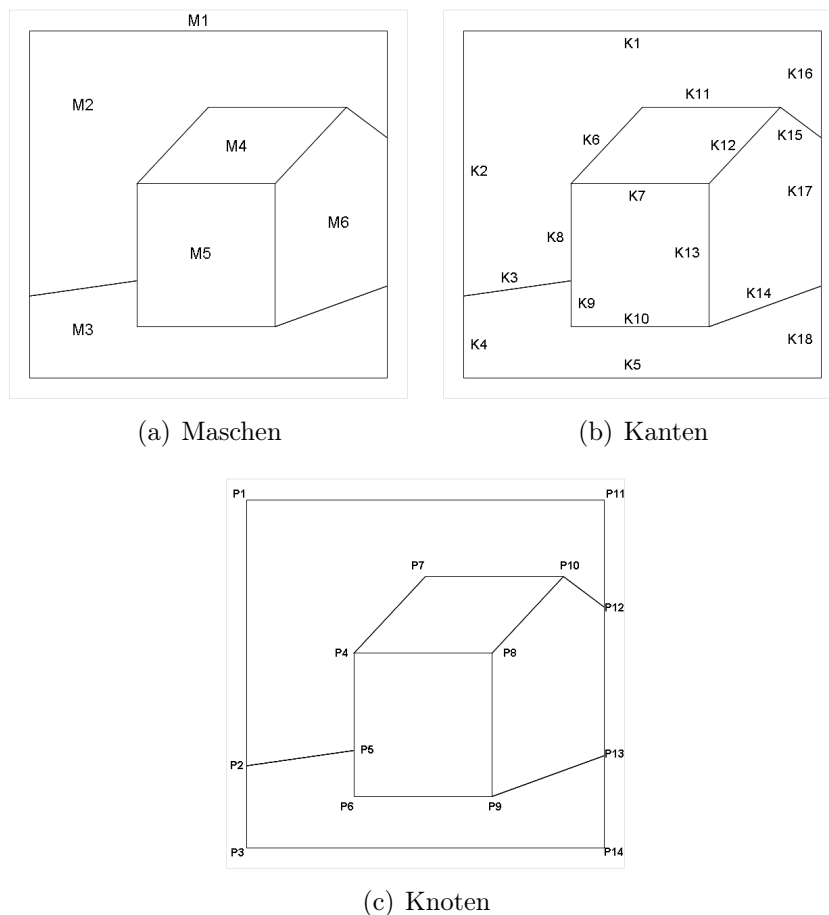 M1
M2
M4
M6
M5
M3
K1
K16
K11
K6
K12
K15
K2
K7
K17
K8
K13
K3
K9
K14
K10
K4
K18
K5
(a) Maschen
(b) Kanten
P1
P11
P7
P10
P12
P4
P8
P5
P13
P2
P6
P9
P3
P14
(c) Knoten